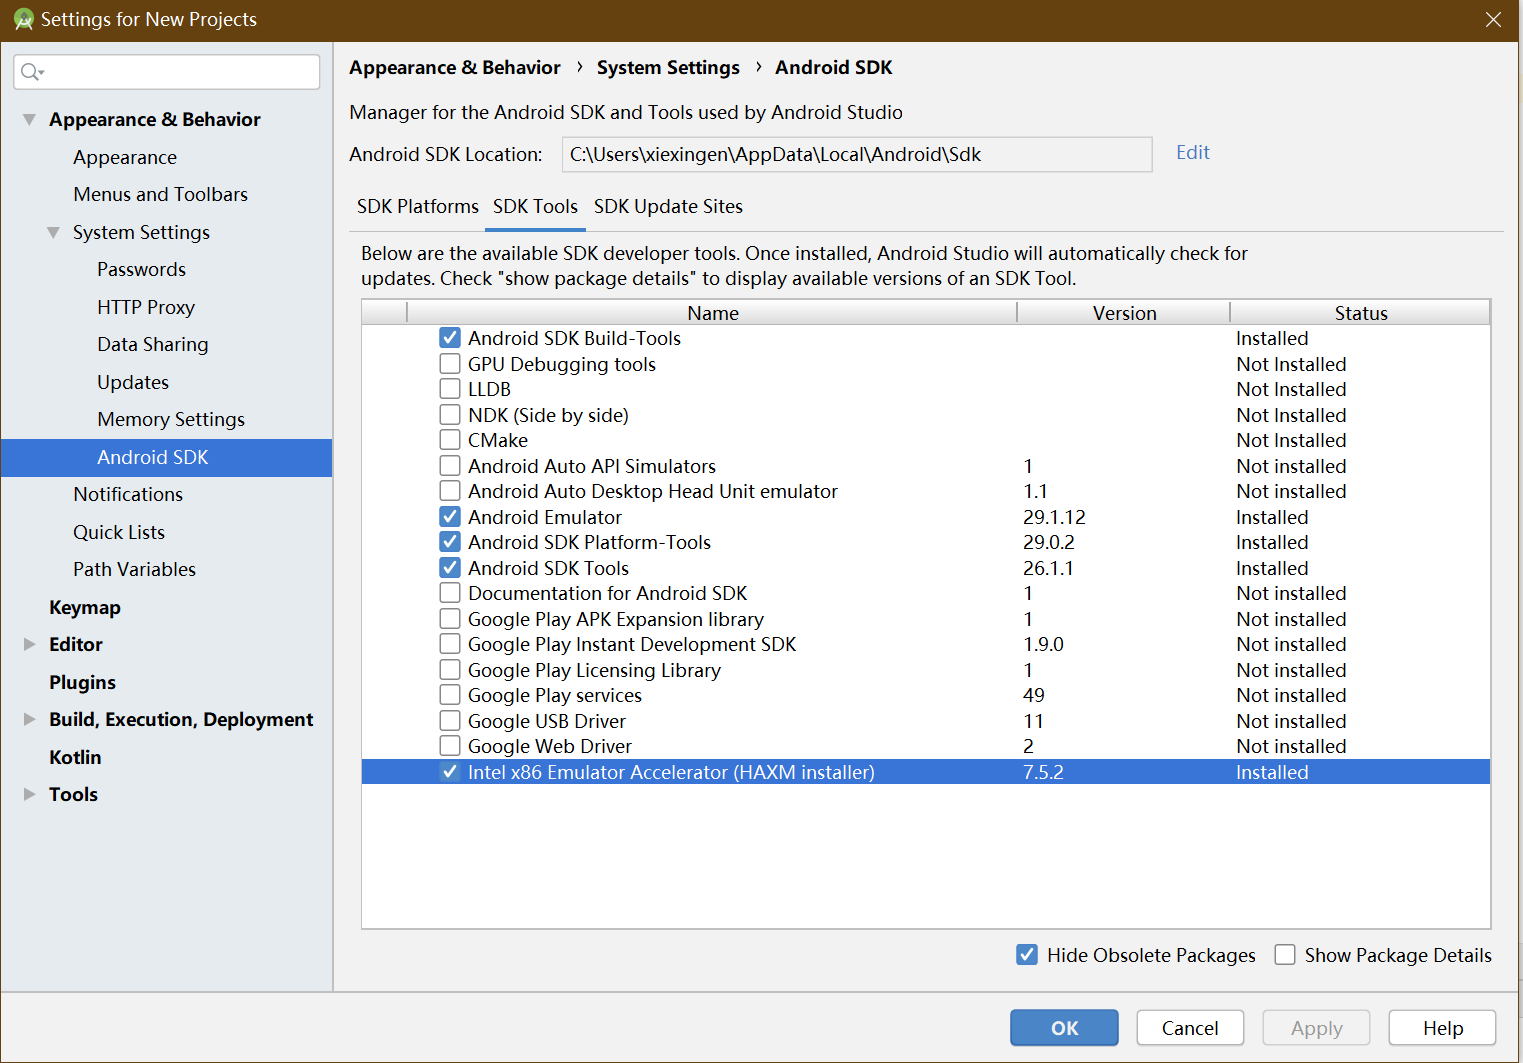 Settings for New Projects
Appearance & Behavior
Appearance
Menus and Toolbars
System Settings
Passwords
HTTP Proxy
Data Sharing
Updates
Memory Settings
Android SDK
Notifications
Quick Lists
Path Variables
Keymap
Editor
Plugins
Build, Execution, Deployment
Kotlin
Tools
Appearance & Behavior › System Settings › Android SDK
Manager for the Android SDK and Tools used by Android Studio
Android SDK Location: C:\Users\xiexingen\AppData\Local\Android\Sdk Edit
SDK Platforms SDK Tools SDK Update Sites
Below are the available SDK developer tools. Once installed, Android Studio will automatically check for
updates. Check "show package details" to display available versions of an SDK Tool.
Name Version Status
Android SDK Build-Tools Installed
GPU Debugging tools Not Installed
LLDB Not Installed
NDK (Side by side) Not Installed
CMake Not Installed
Android Auto API Simulators 1 Not installed
Android Auto Desktop Head Unit emulator 1.1 Not installed
Android Emulator 29.1.12 Installed
Android SDK Platform-Tools 29.0.2 Installed
Android SDK Tools 26.1.1 Installed
Documentation for Android SDK 1 Not installed
Google Play APK Expansion library 1 Not installed
Google Play Instant Development SDK 1.9.0 Not installed
Google Play Licensing Library 1 Not installed
Google Play services 49 Not installed
Google USB Driver 11 Not installed
Google Web Driver 2 Not installed
Intel x86 Emulator Accelerator (HAXM installer) 7.5.2 Installed
Hide Obsolete Packages Show Package Details
OK Cancel Apply Help